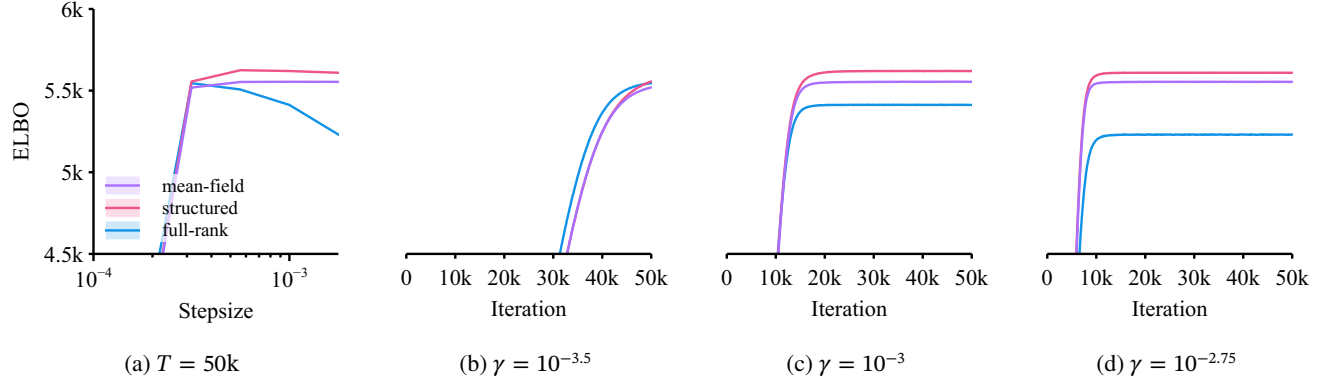 6k
5.5k
5k
4.5k
ELBO
mean-field
structured
full-rank
10⁻⁴ 10⁻³
Stepsize
0 10k 20k 30k 40k 50k
Iteration
0 10k 20k 30k 40k 50k
Iteration
0 10k 20k 30k 40k 50k
Iteration
(a) T = 50k
(b) γ = 10⁻³·⁵
(c) γ = 10⁻³
(d) γ = 10⁻²·⁷⁵